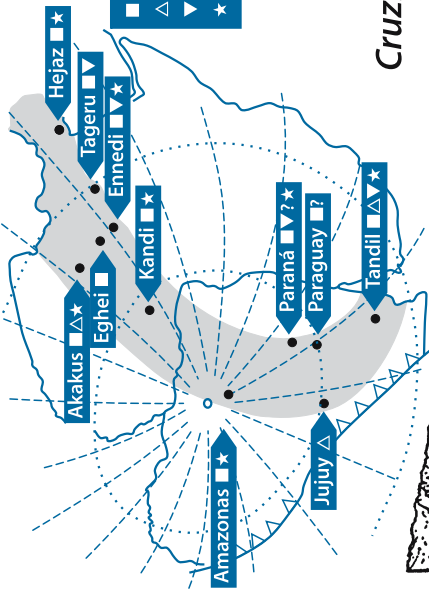 Hejaz □★
Tageru □▼
Ennedi □▼★
Kandi □★
Akakus □△★
Eghei □
Paraná □▼?★
Paraguay □?
Tandil □△▼★
Amazonas □★
Jujuy △
□
△
▼
★
Cruz